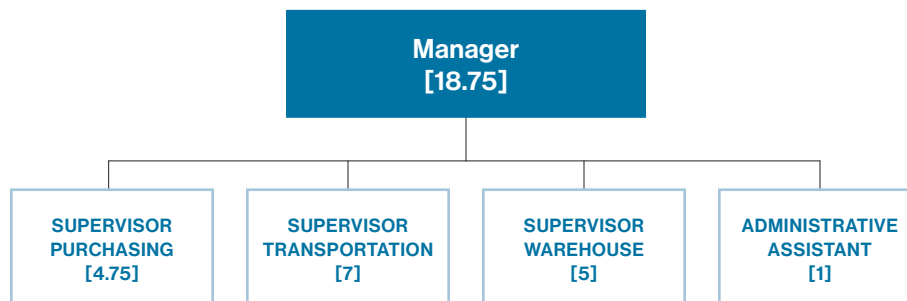 Manager
[18.75]
SUPERVISOR
PURCHASING
[4.75]
SUPERVISOR
TRANSPORTATION
[7]
SUPERVISOR
WAREHOUSE
[5]
ADMINISTRATIVE
ASSISTANT
[1]